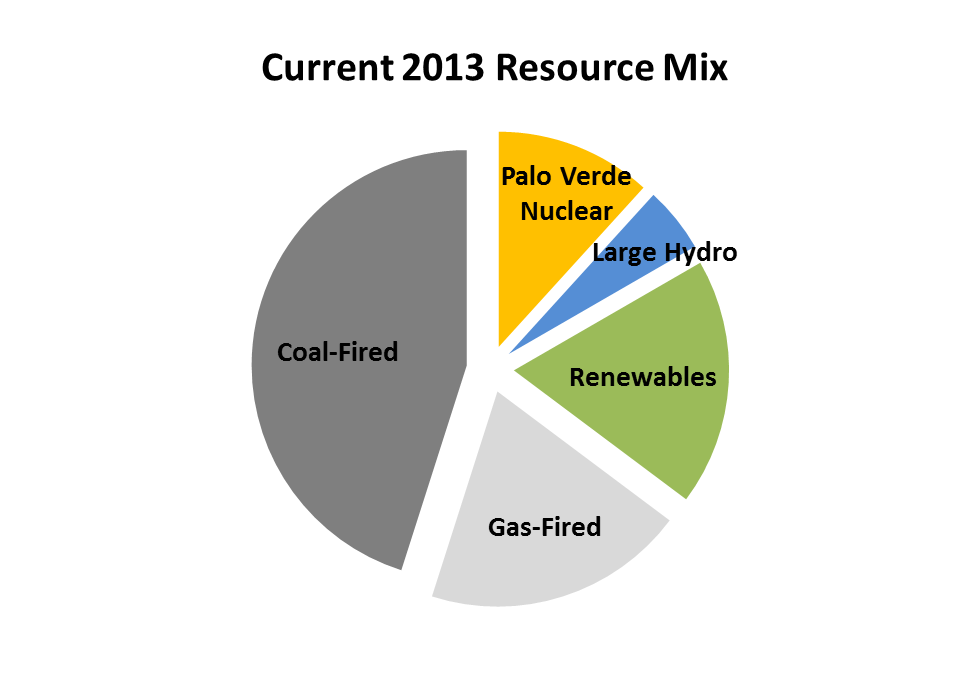 Current 2013 Resource Mix
Palo Verde
Nuclear
Large Hydro
Coal-Fired
Renewables
Gas-Fired